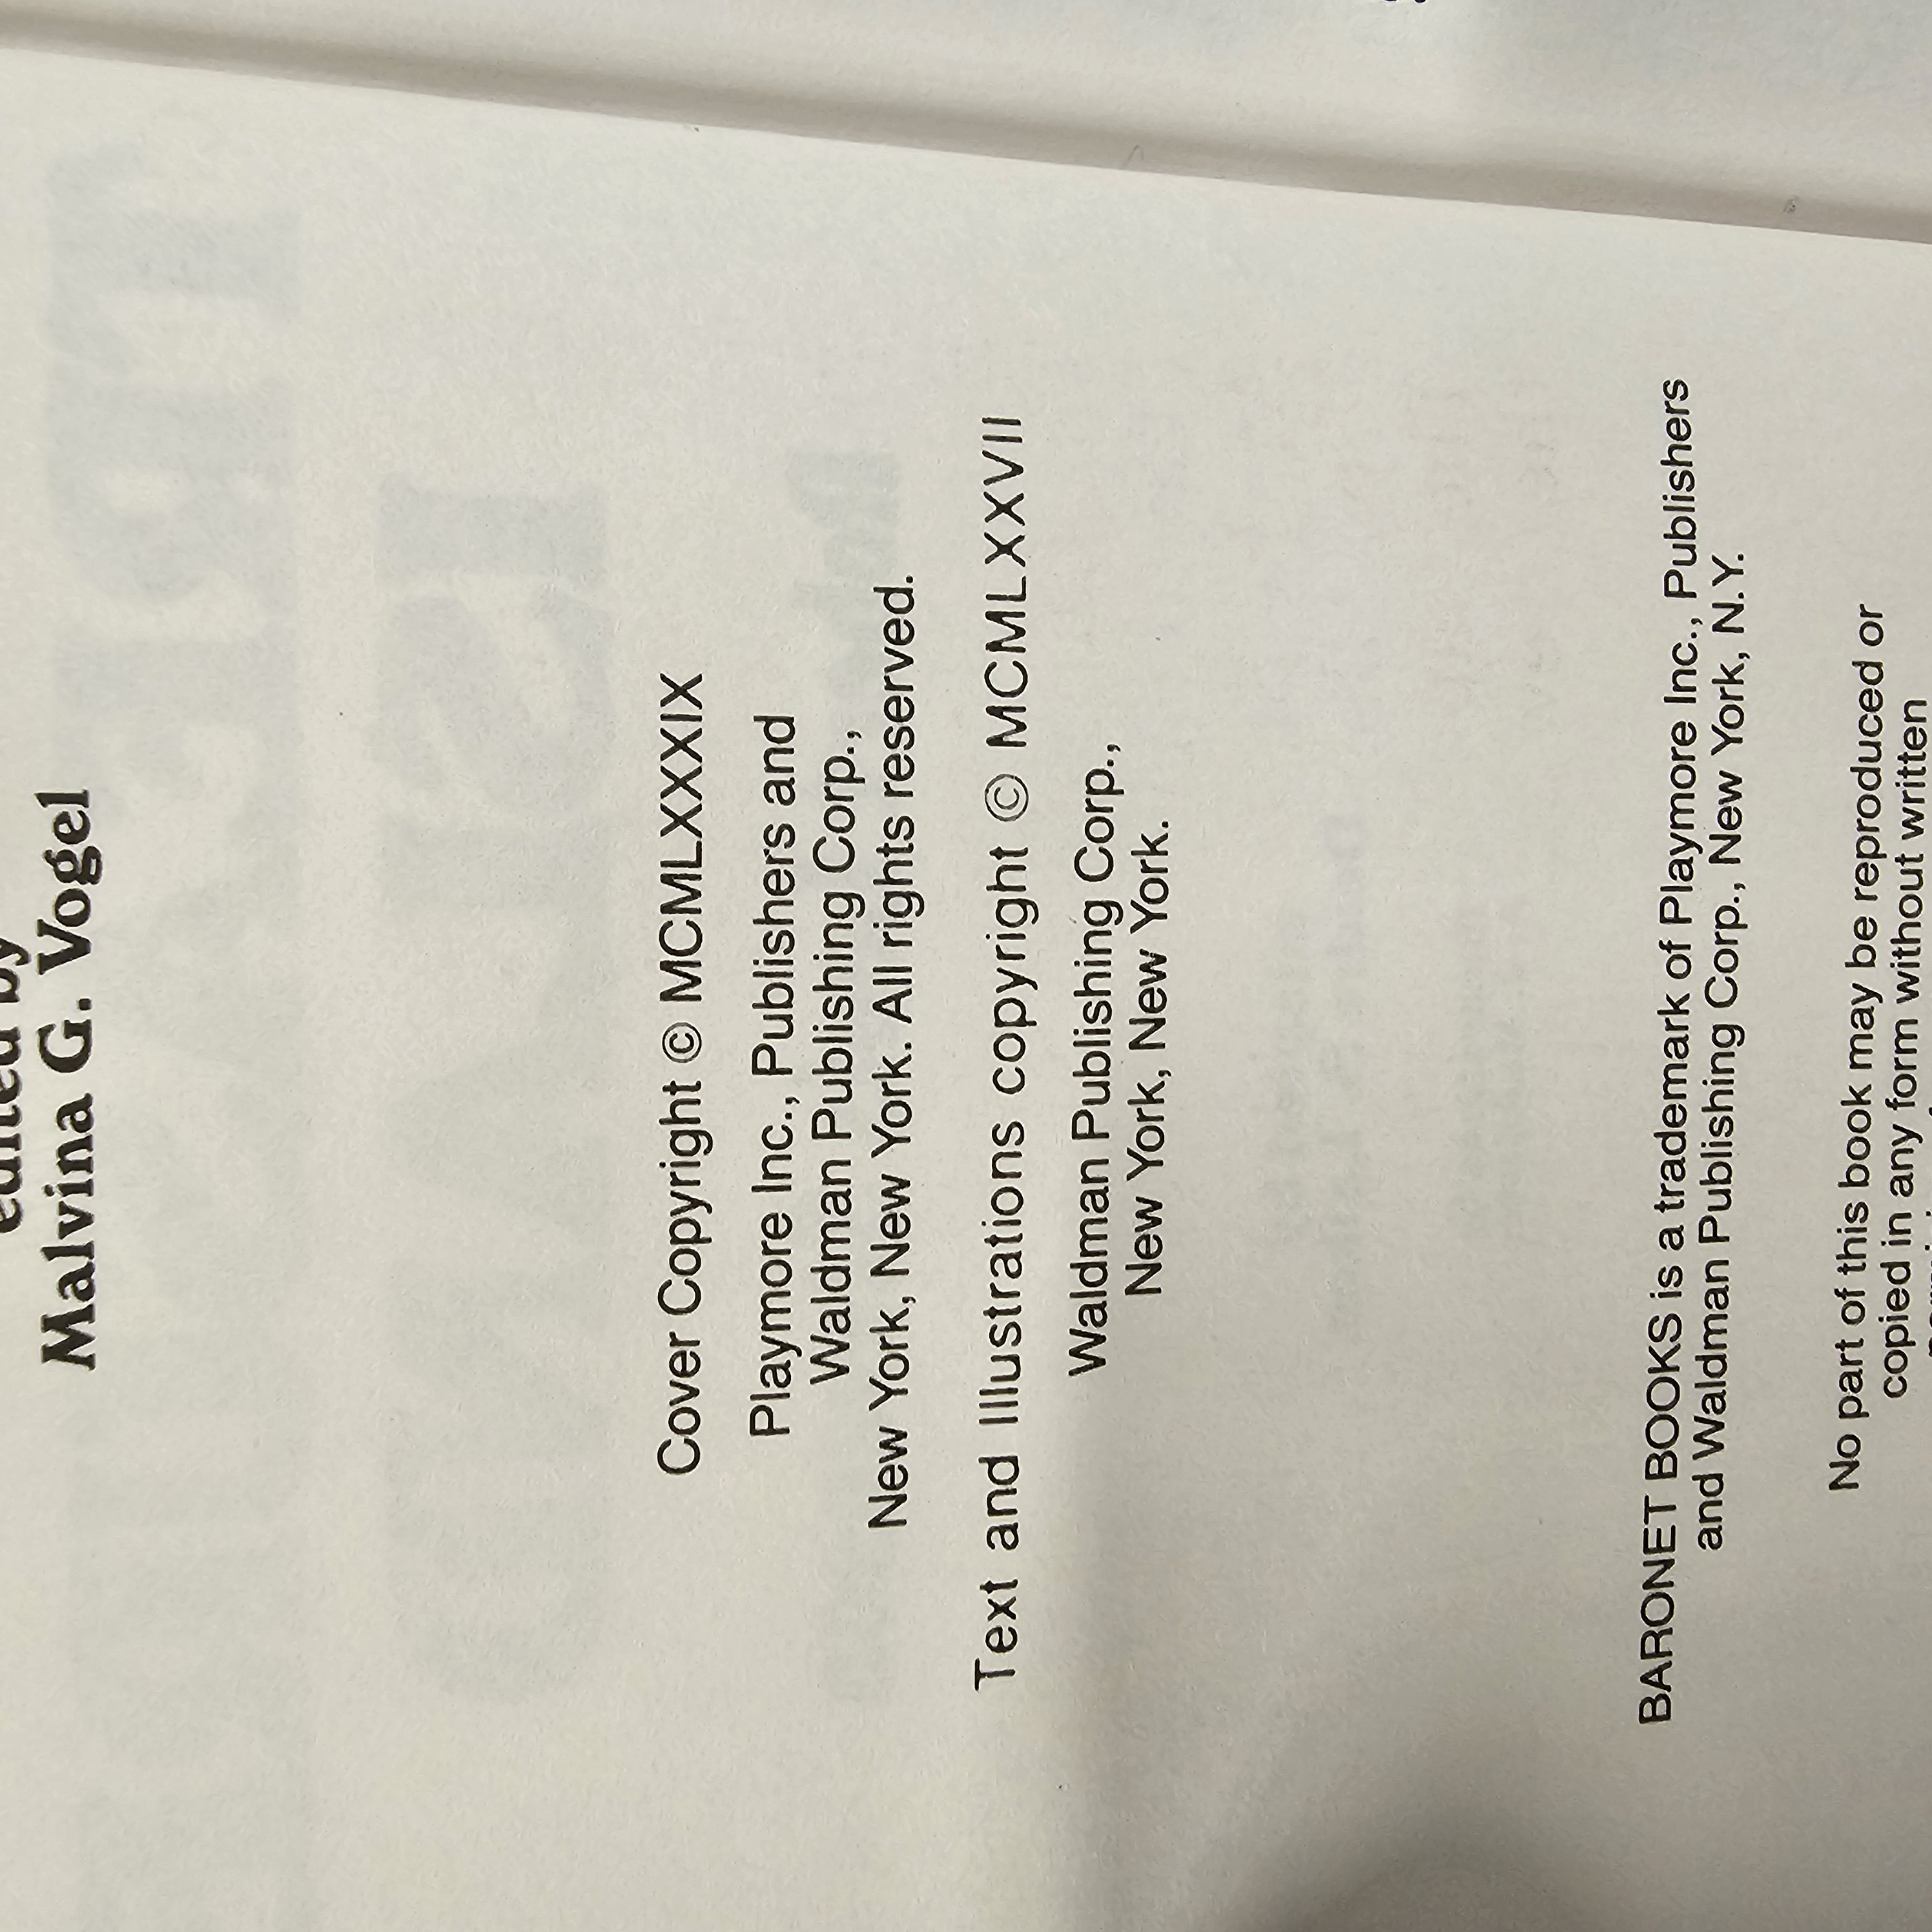 edited by
Malvina G. Vogel
Cover Copyright © MCMLXXXIX
Playmore Inc., Publishers and
Waldman Publishing Corp.,
New York, New York. All rights reserved.
Text and Illustrations copyright © MCMLXXVII
Waldman Publishing Corp.,
New York, New York.
BARONET BOOKS is a trademark of Playmore Inc., Publishers
and Waldman Publishing Corp., New York, N.Y.
No part of this book may be reproduced or
copied in any form without written